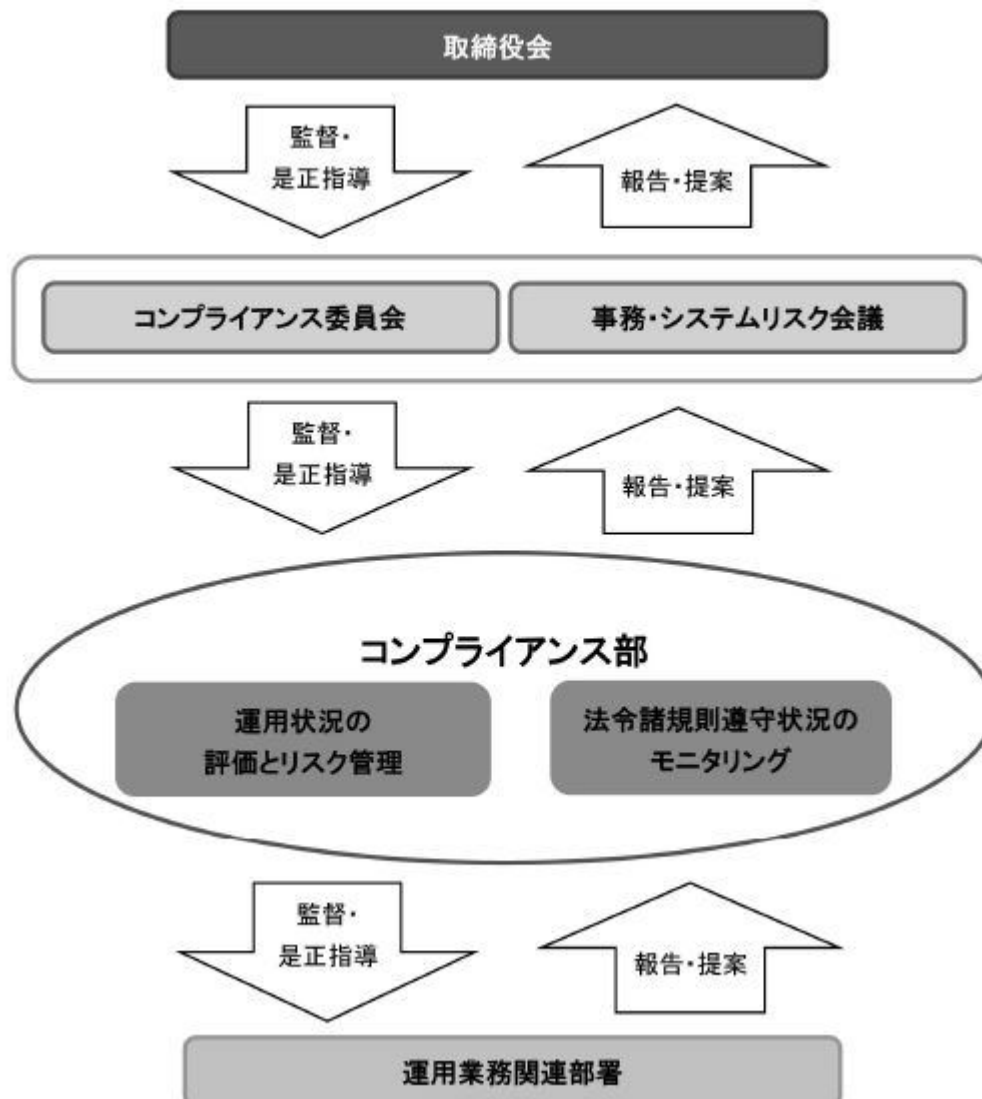 取締役会
監督・
是正指導
報告・提案
コンプライアンス委員会
事務・システムリスク会議
監督・
是正指導
報告・提案
コンプライアンス部
運用状況の
評価とリスク管理
法令諸規則遵守状況の
モニタリング
監督・
是正指導
報告・提案
運用業務関連部署